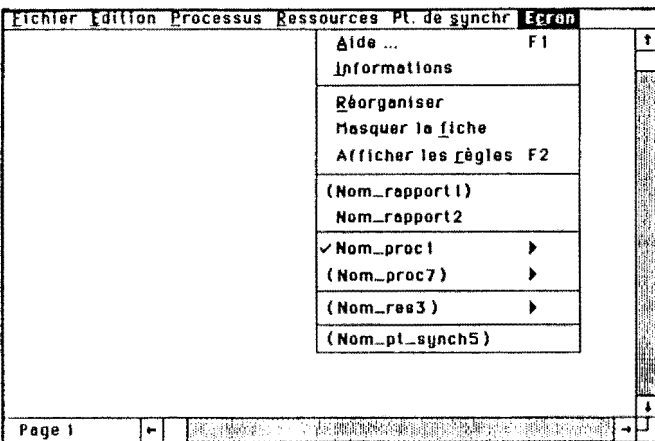 Fichier Edition Processus Ressources Pt. de synchr Ecran
Aide ... F1
Informations
Réorganiser
Masquer la fiche
Afficher les règles F2
(Nom_rapport1)
Nom_rapport2
✓Nom_proc1
(Nom_proc7)
(Nom_res3)
(Nom_pt_synch5)
Page 1